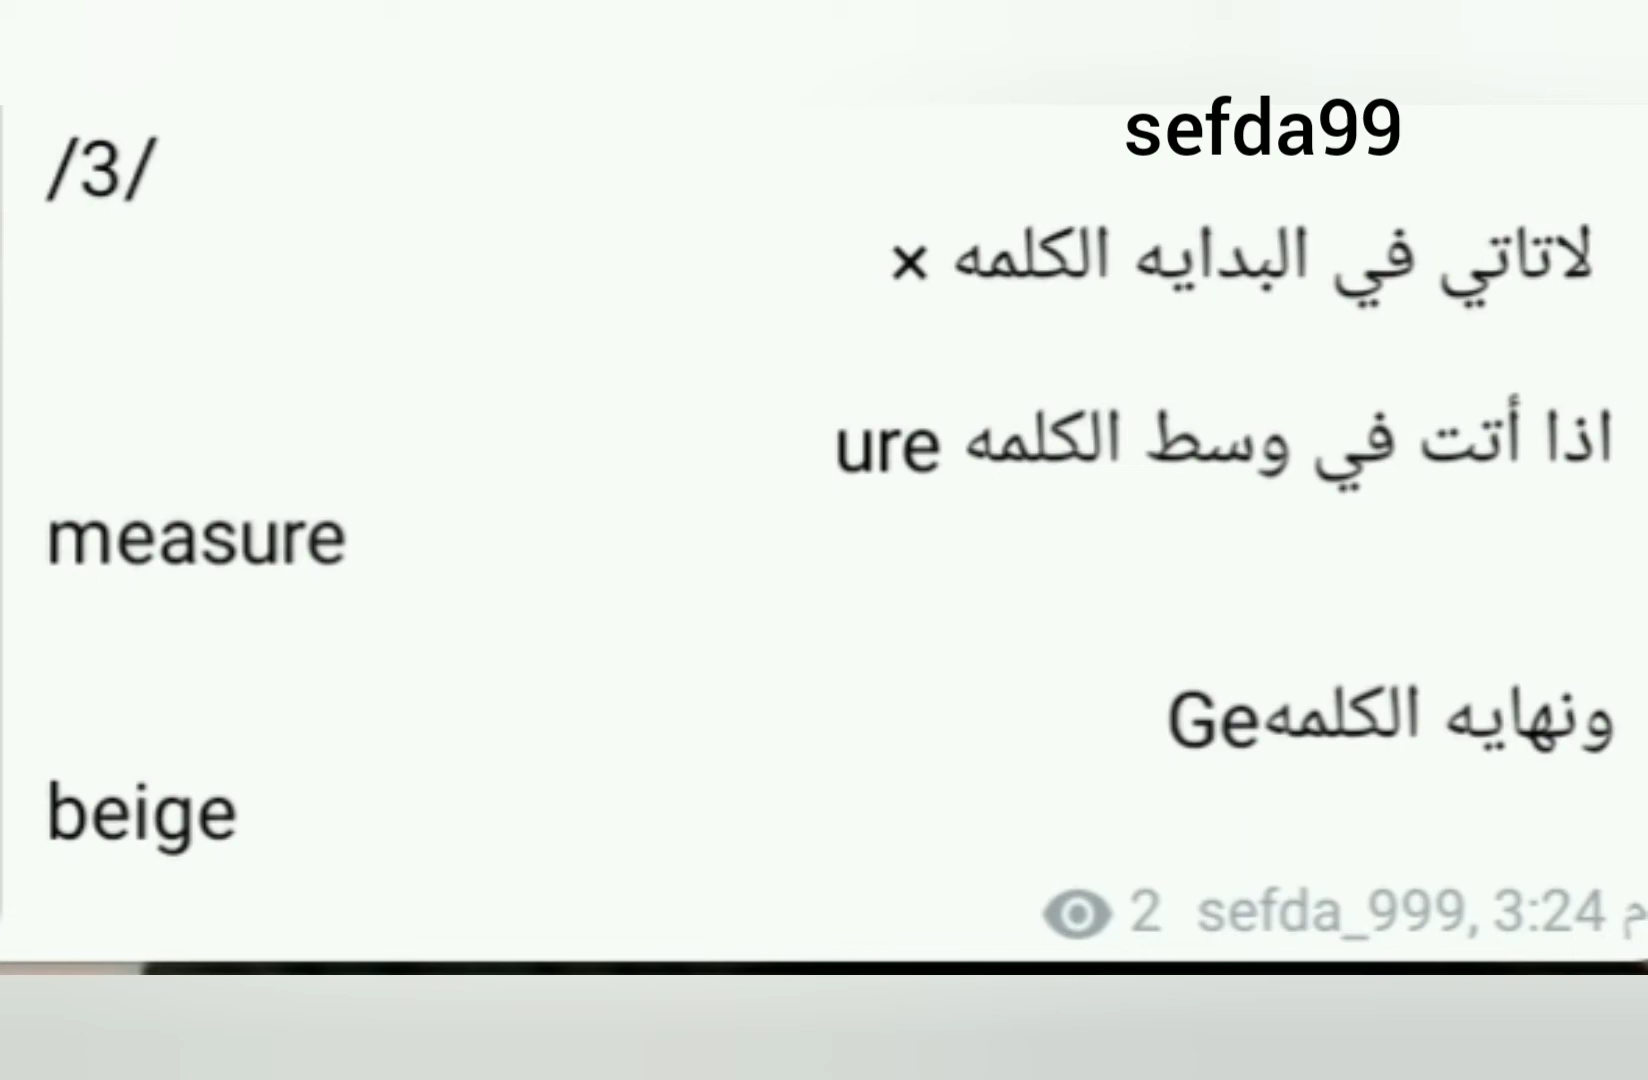 sefda99
/3/
لاتاتي في البدايه الكلمه ×
اذا أتت في وسط الكلمه ure
measure
ونهايه الكلمهGe
beige
2 sefda_999, 3:24 م